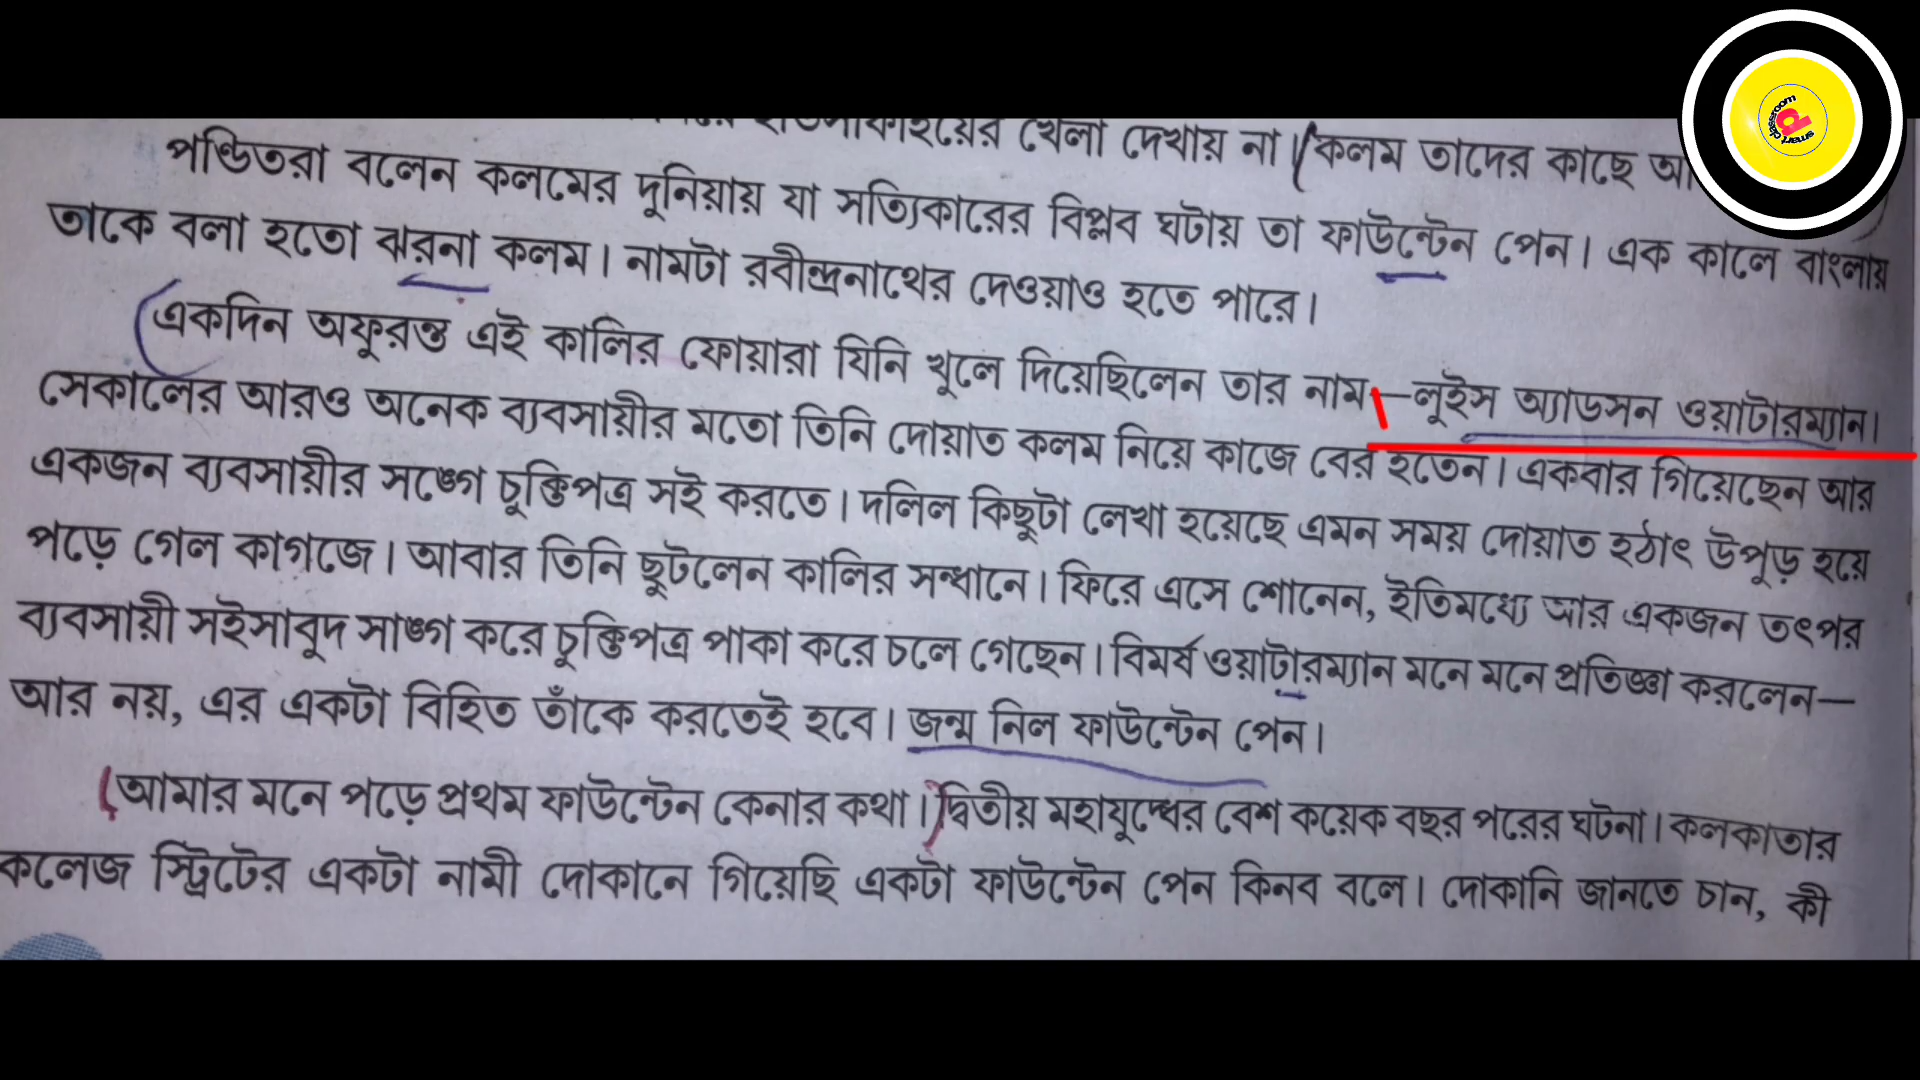 খেলা দেখায় না। কলম তাদের কাছে
পণ্ডিতরা বলেন কলমের দুনিয়ায় যা সত্যিকারের বিপ্লব ঘটায় তা ফাউন্টেন পেন। এক কালে বাংলায়
তাকে বলা হতো ঝরনা কলম। নামটা রবীন্দ্রনাথের দেওয়াও হতে পারে।
একদিন অফুরন্ত এই কালির ফোয়ারা যিনি খুলে দিয়েছিলেন তার নাম—লুইস অ্যাডসন ওয়াটারম্যান।
সেকালের আরও অনেক ব্যবসায়ীর মতো তিনি দোয়াত কলম নিয়ে কাজে বের হতেন। একবার গিয়েছেন আর
একজন ব্যবসায়ীর সঙ্গে চুক্তিপত্র সই করতে। দলিল কিছুটা লেখা হয়েছে এমন সময় দোয়াত হঠাৎ উপুড় হয়ে
পড়ে গেল কাগজে। আবার তিনি ছুটলেন কালির সন্ধানে। ফিরে এসে শোনেন, ইতিমধ্যে আর একজন তৎপর
ব্যবসায়ী সইসাবুদ সাঙ্গ করে চুক্তিপত্র পাকা করে চলে গেছেন। বিমর্ষ ওয়াটারম্যান মনে মনে প্রতিজ্ঞা করলেন—
আর নয়, এর একটা বিহিত তাঁকে করতেই হবে। জন্ম নিল ফাউন্টেন পেন।
আমার মনে পড়ে প্রথম ফাউন্টেন কেনার কথা। দ্বিতীয় মহাযুদ্ধের বেশ কয়েক বছর পরের ঘটনা। কলকাতার
কলেজ স্ট্রিটের একটা নামী দোকানে গিয়েছি একটা ফাউন্টেন পেন কিনব বলে। দোকানি জানতে চান, কী
smart classroom